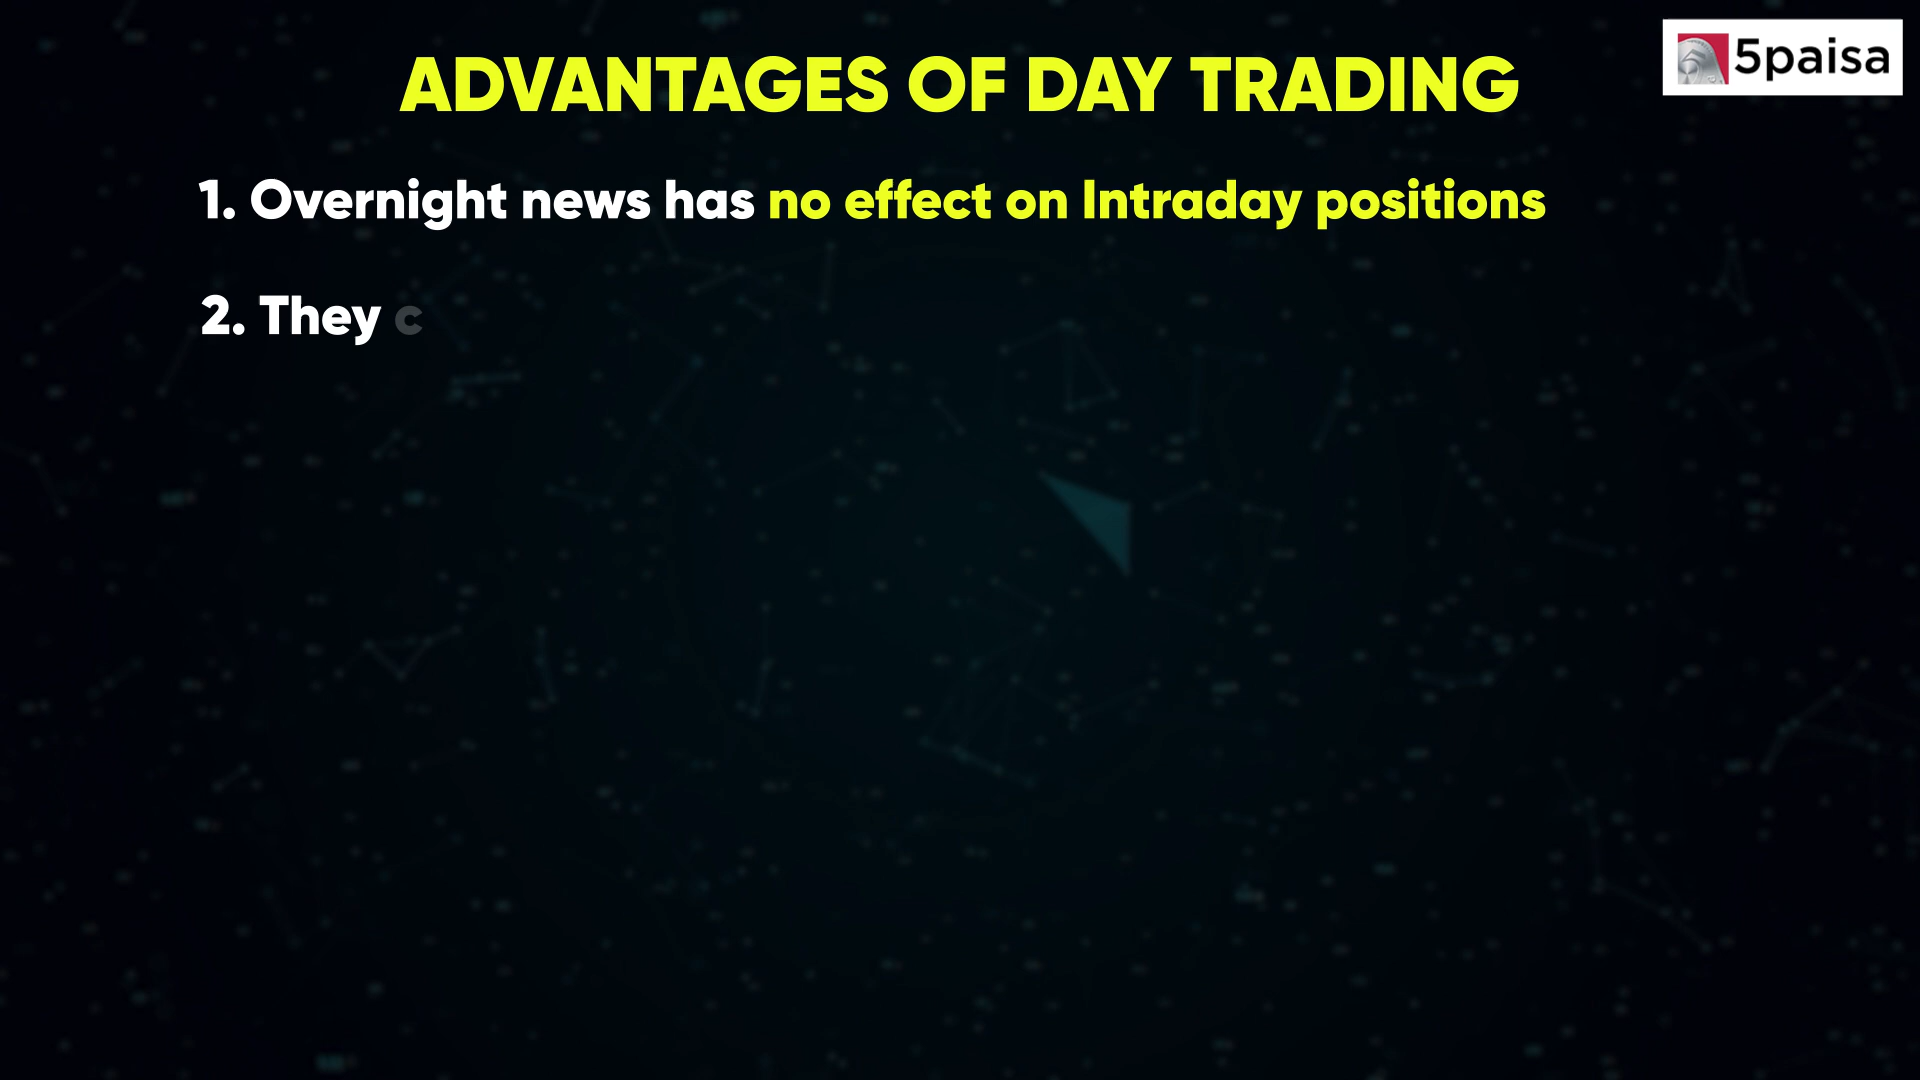 ADVANTAGES OF DAY TRADING
5paisa
1. Overnight news has no effect on Intraday positions
2. They c